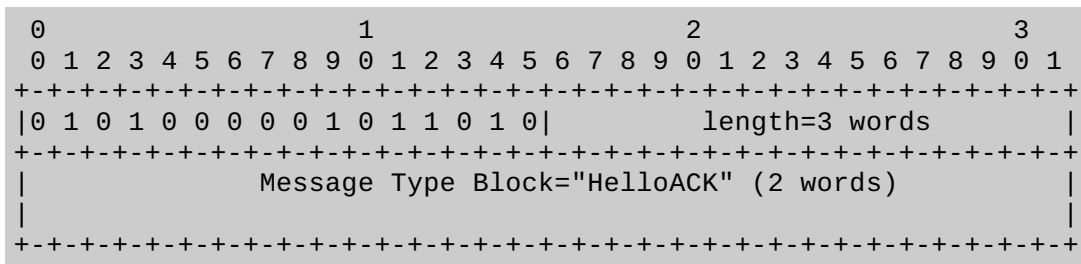 0                   1                   2                   3
0 1 2 3 4 5 6 7 8 9 0 1 2 3 4 5 6 7 8 9 0 1 2 3 4 5 6 7 8 9 0 1
+-+-+-+-+-+-+-+-+-+-+-+-+-+-+-+-+-+-+-+-+-+-+-+-+-+-+-+-+-+-+-+-+
|0 1 0 1 0 0 0 0 0 1 0 1 1 0 1 0|         length=3 words        |
+-+-+-+-+-+-+-+-+-+-+-+-+-+-+-+-+-+-+-+-+-+-+-+-+-+-+-+-+-+-+-+-+
|              Message Type Block="HelloACK" (2 words)          |
|                                                               |
+-+-+-+-+-+-+-+-+-+-+-+-+-+-+-+-+-+-+-+-+-+-+-+-+-+-+-+-+-+-+-+-+